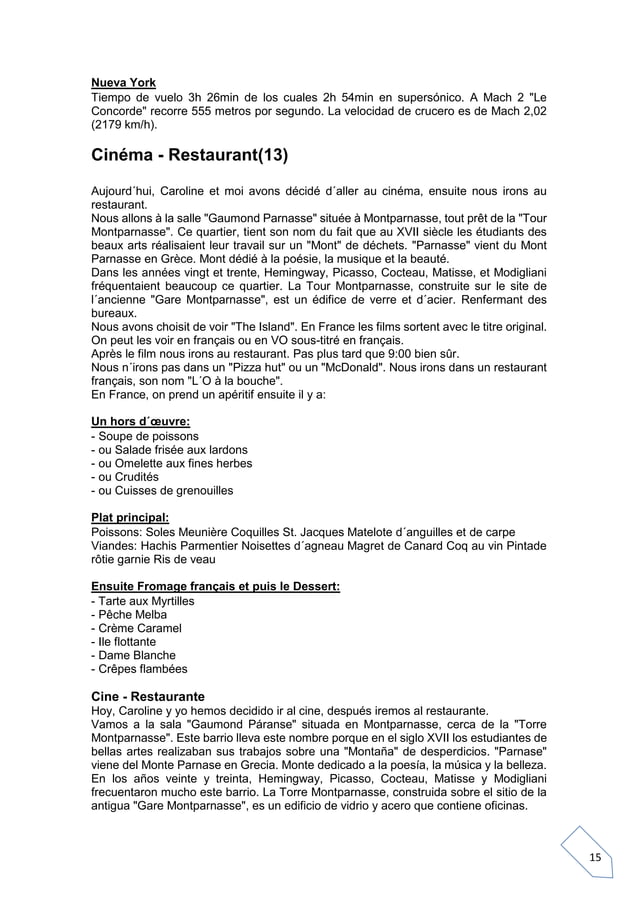 Nueva York
Tiempo de vuelo 3h 26min de los cuales 2h 54min en supersónico. A Mach 2 "Le
Concorde" recorre 555 metros por segundo. La velocidad de crucero es de Mach 2,02
(2179 km/h).
Cinéma - Restaurant(13)
Aujourd´hui, Caroline et moi avons décidé d´aller au cinéma, ensuite nous irons au
restaurant.
Nous allons à la salle "Gaumond Parnasse" située à Montparnasse, tout prêt de la "Tour
Montparnasse". Ce quartier, tient son nom du fait que au XVII siècle les étudiants des
beaux arts réalisaient leur travail sur un "Mont" de déchets. "Parnasse" vient du Mont
Parnasse en Grèce. Mont dédié à la poésie, la musique et la beauté.
Dans les années vingt et trente, Hemingway, Picasso, Cocteau, Matisse, et Modigliani
fréquentaient beaucoup ce quartier. La Tour Montparnasse, construite sur le site de
l´ancienne "Gare Montparnasse", est un édifice de verre et d´acier. Renfermant des
bureaux.
Nous avons choisit de voir "The Island". En France les films sortent avec le titre original.
On peut les voir en français ou en VO sous-titré en français.
Après le film nous irons au restaurant. Pas plus tard que 9:00 bien sûr.
Nous n´irons pas dans un "Pizza hut" ou un "McDonald". Nous irons dans un restaurant
français, son nom "L´O à la bouche".
En France, on prend un apéritif ensuite il y a:
Un hors d´œuvre:
- Soupe de poissons
- ou Salade frisée aux lardons
- ou Omelette aux fines herbes
- ou Crudités
- ou Cuisses de grenouilles
Plat principal:
Poissons: Soles Meunière Coquilles St. Jacques Matelote d´anguilles et de carpe
Viandes: Hachis Parmentier Noisettes d´agneau Magret de Canard Coq au vin Pintade
rôtie garnie Ris de veau
Ensuite Fromage français et puis le Dessert:
- Tarte aux Myrtilles
- Pêche Melba
- Crème Caramel
- Ile flottante
- Dame Blanche
- Crêpes flambées
Cine - Restaurante
Hoy, Caroline y yo hemos decidido ir al cine, después iremos al restaurante.
Vamos a la sala "Gaumond Páranse" situada en Montparnasse, cerca de la "Torre
Montparnasse". Este barrio lleva este nombre porque en el siglo XVII los estudiantes de
bellas artes realizaban sus trabajos sobre una "Montaña" de desperdicios. "Parnase"
viene del Monte Parnase en Grecia. Monte dedicado a la poesía, la música y la belleza.
En los años veinte y treinta, Hemingway, Picasso, Cocteau, Matisse y Modigliani
frecuentaron mucho este barrio. La Torre Montparnasse, construida sobre el sitio de la
antigua "Gare Montparnasse", es un edificio de vidrio y acero que contiene oficinas.
15